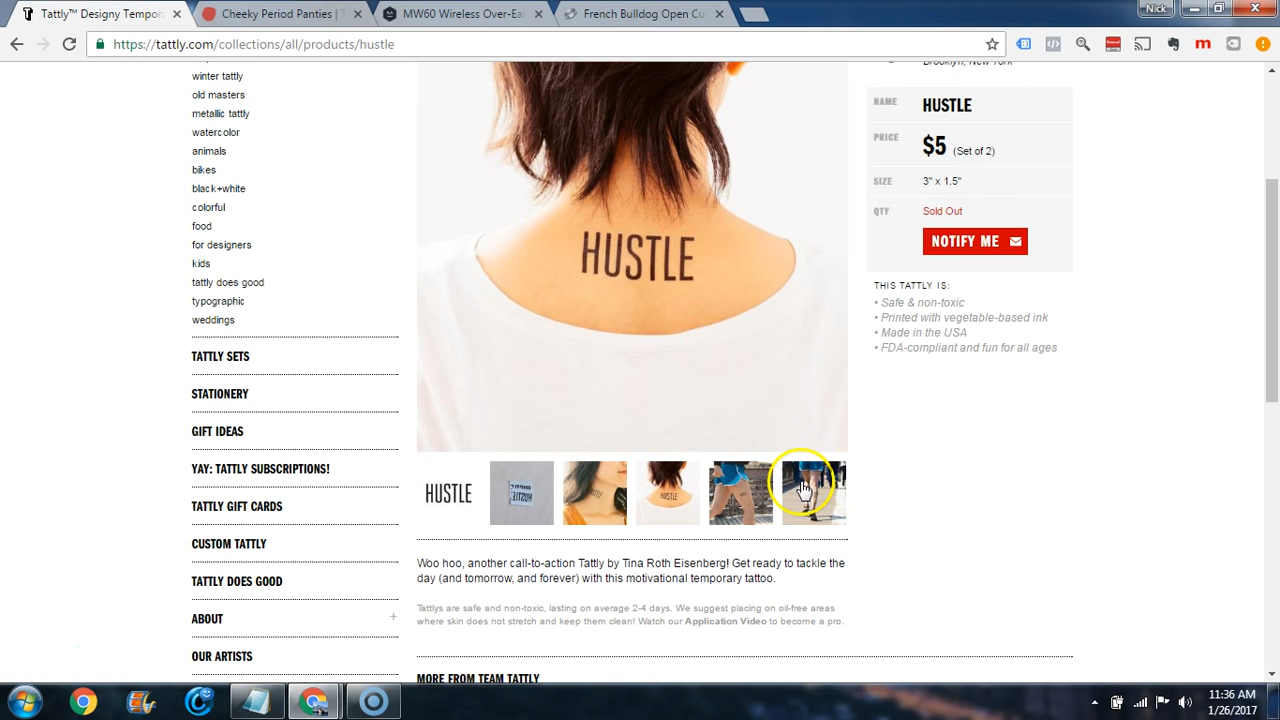 Tattly™ Designy Tempora
Cheeky Period Panties | T
MW60 Wireless Over-Ea
French Bulldog Open Cu
Nick
https://tattly.com/collections/all/products/hustle
winter tattly
old masters
metallic tattly
watercolor
animals
bikes
black+white
colorful
food
for designers
kids
tattly does good
typographic
weddings
TATTLY SETS
STATIONERY
GIFT IDEAS
YAY: TATTLY SUBSCRIPTIONS!
TATTLY GIFT CARDS
CUSTOM TATTLY
TATTLY DOES GOOD
ABOUT +
OUR ARTISTS
HUSTLE
HUSTLE
HUSTLE
HUSTLE
Woo hoo, another call-to-action Tattly by Tina Roth Eisenberg! Get ready to tackle the
day (and tomorrow, and forever) with this motivational temporary tattoo.
Tattlys are safe and non-toxic, lasting on average 2-4 days. We suggest placing on oil-free areas
where skin does not stretch and keep them clean! Watch our Application Video to become a pro.
MORE FROM TEAM TATTLY
Brooklyn, New York
NAME HUSTLE
PRICE $5 (Set of 2)
SIZE 3" x 1.5"
QTY Sold Out
NOTIFY ME
THIS TATTLY IS:
• Safe & non-toxic
• Printed with vegetable-based ink
• Made in the USA
• FDA-compliant and fun for all ages
11:36 AM
1/26/2017